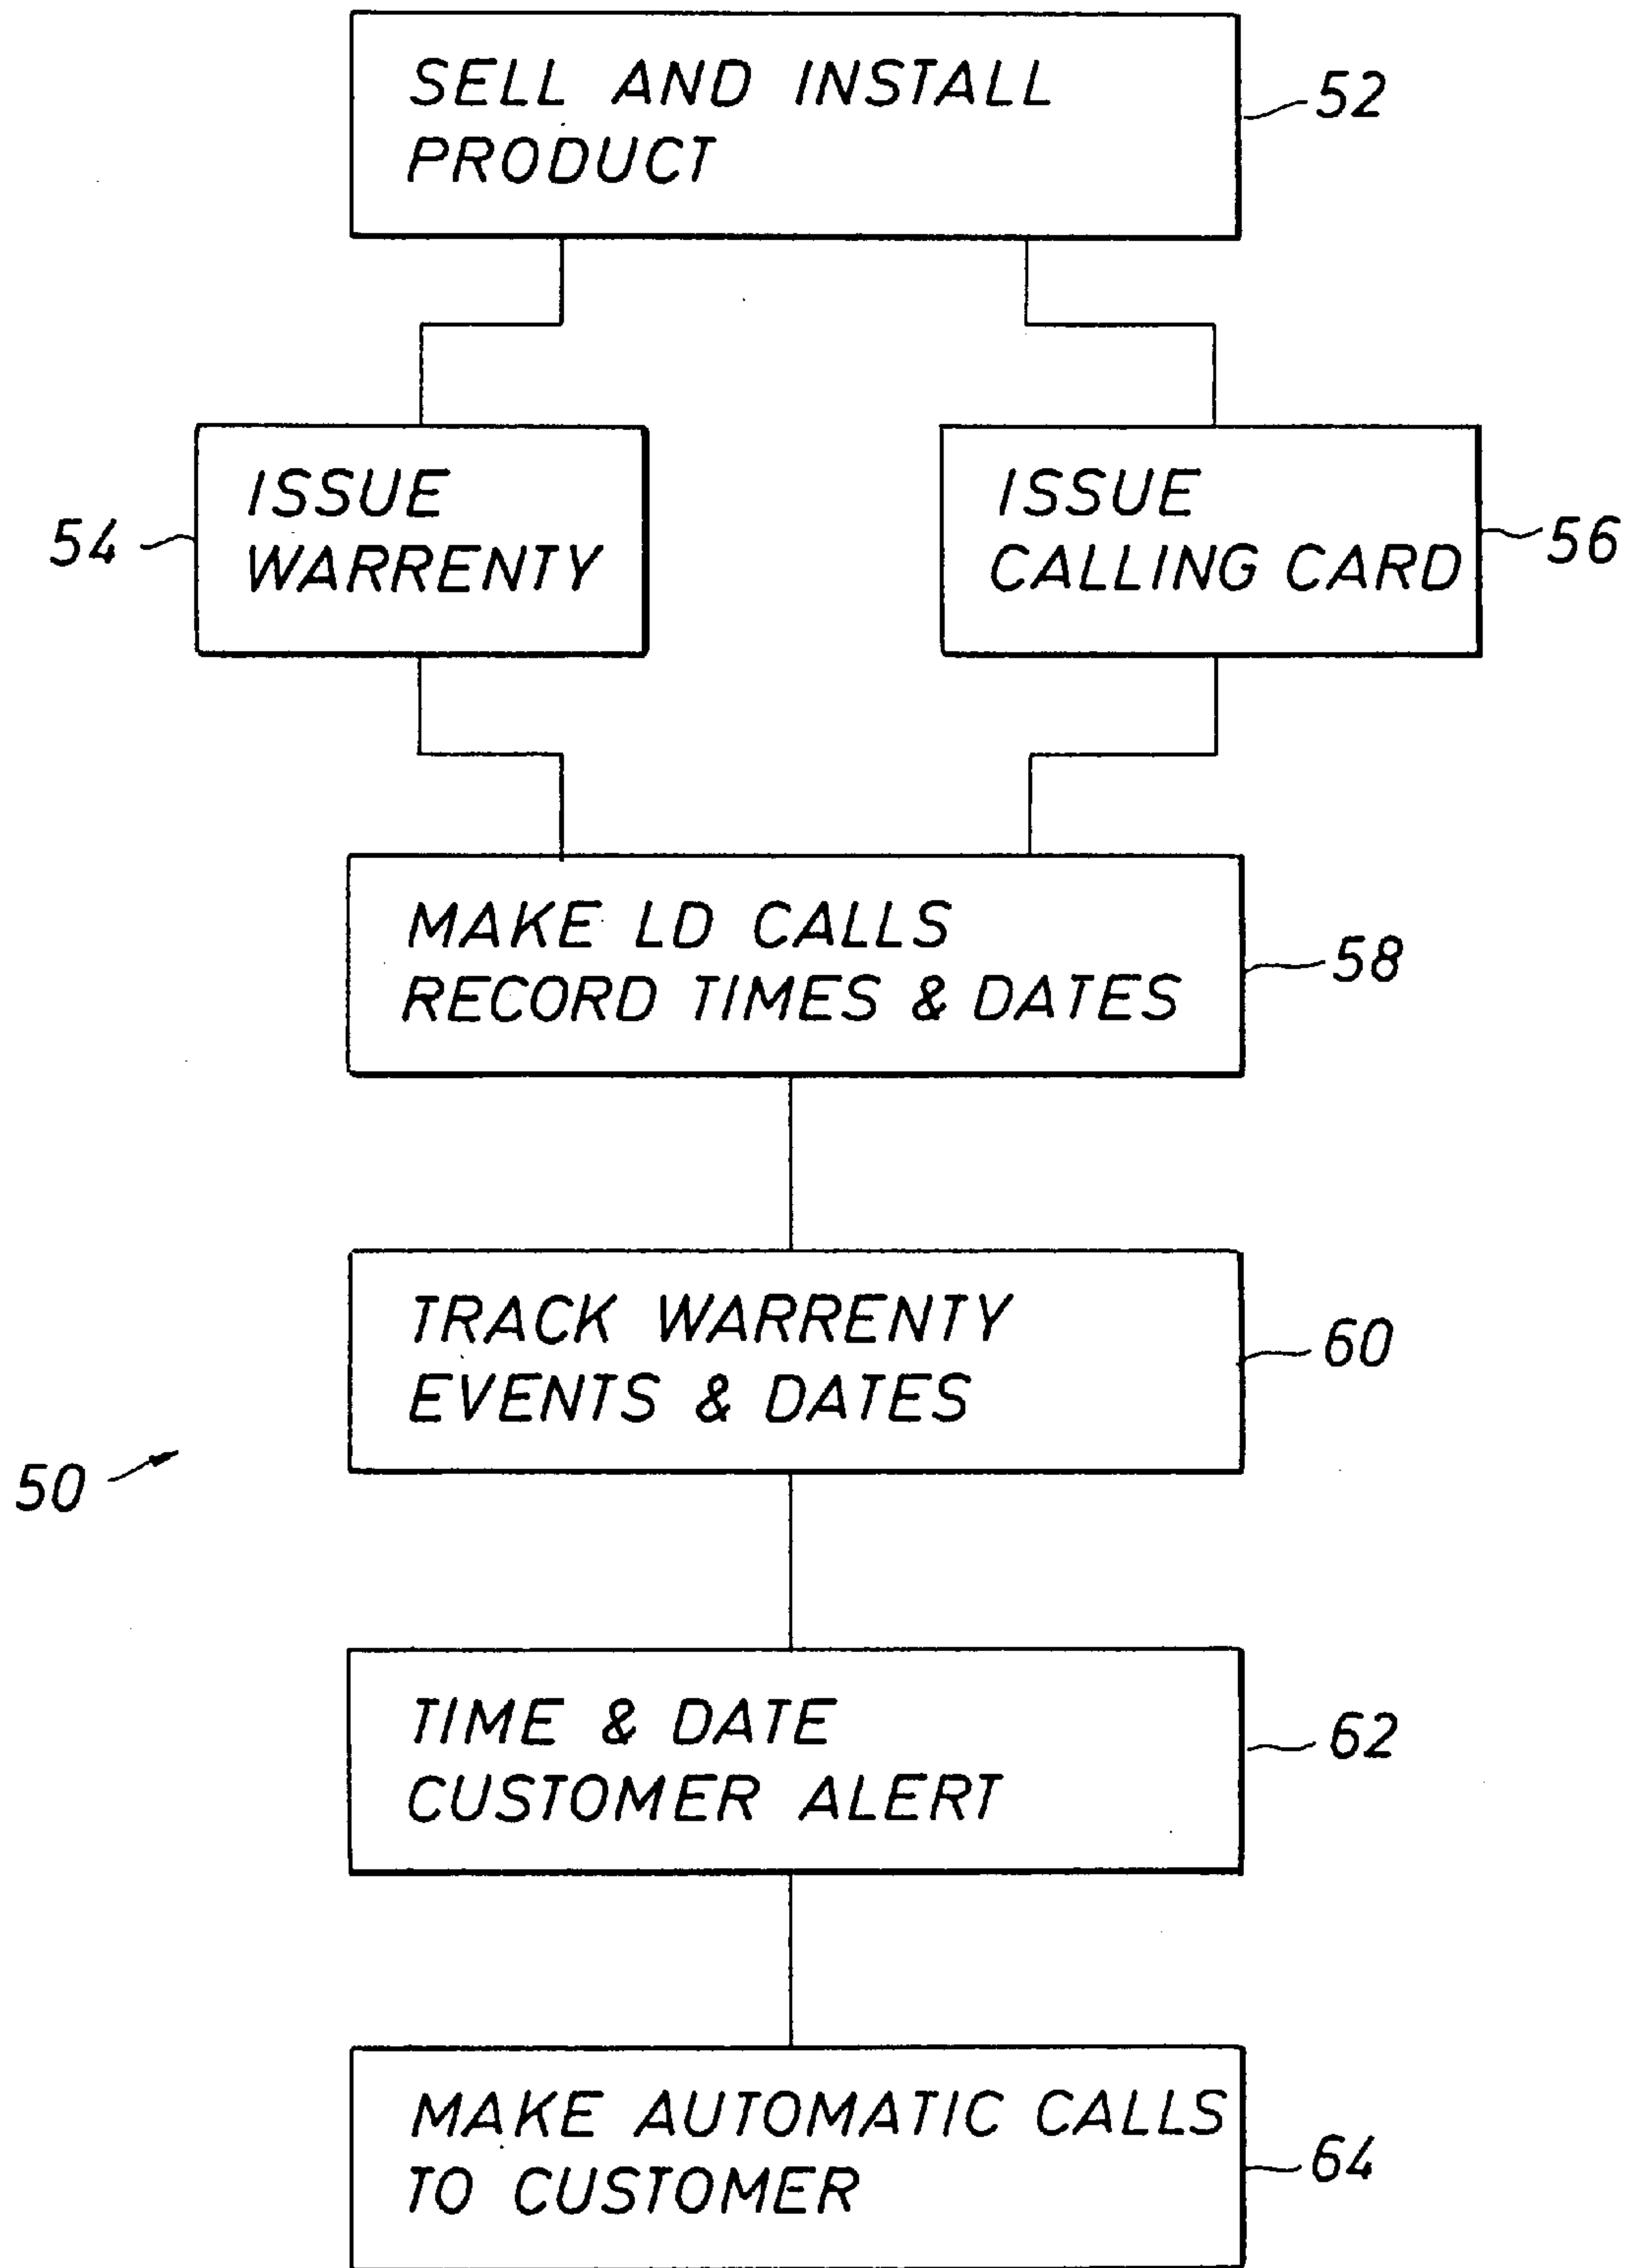 SELL AND INSTALL
PRODUCT
52
ISSUE
WARRENTY
54
ISSUE
CALLING CARD
56
MAKE LD CALLS
RECORD TIMES & DATES
58
TRACK WARRENTY
EVENTS & DATES
60
50
TIME & DATE
CUSTOMER ALERT
62
MAKE AUTOMATIC CALLS
TO CUSTOMER
64